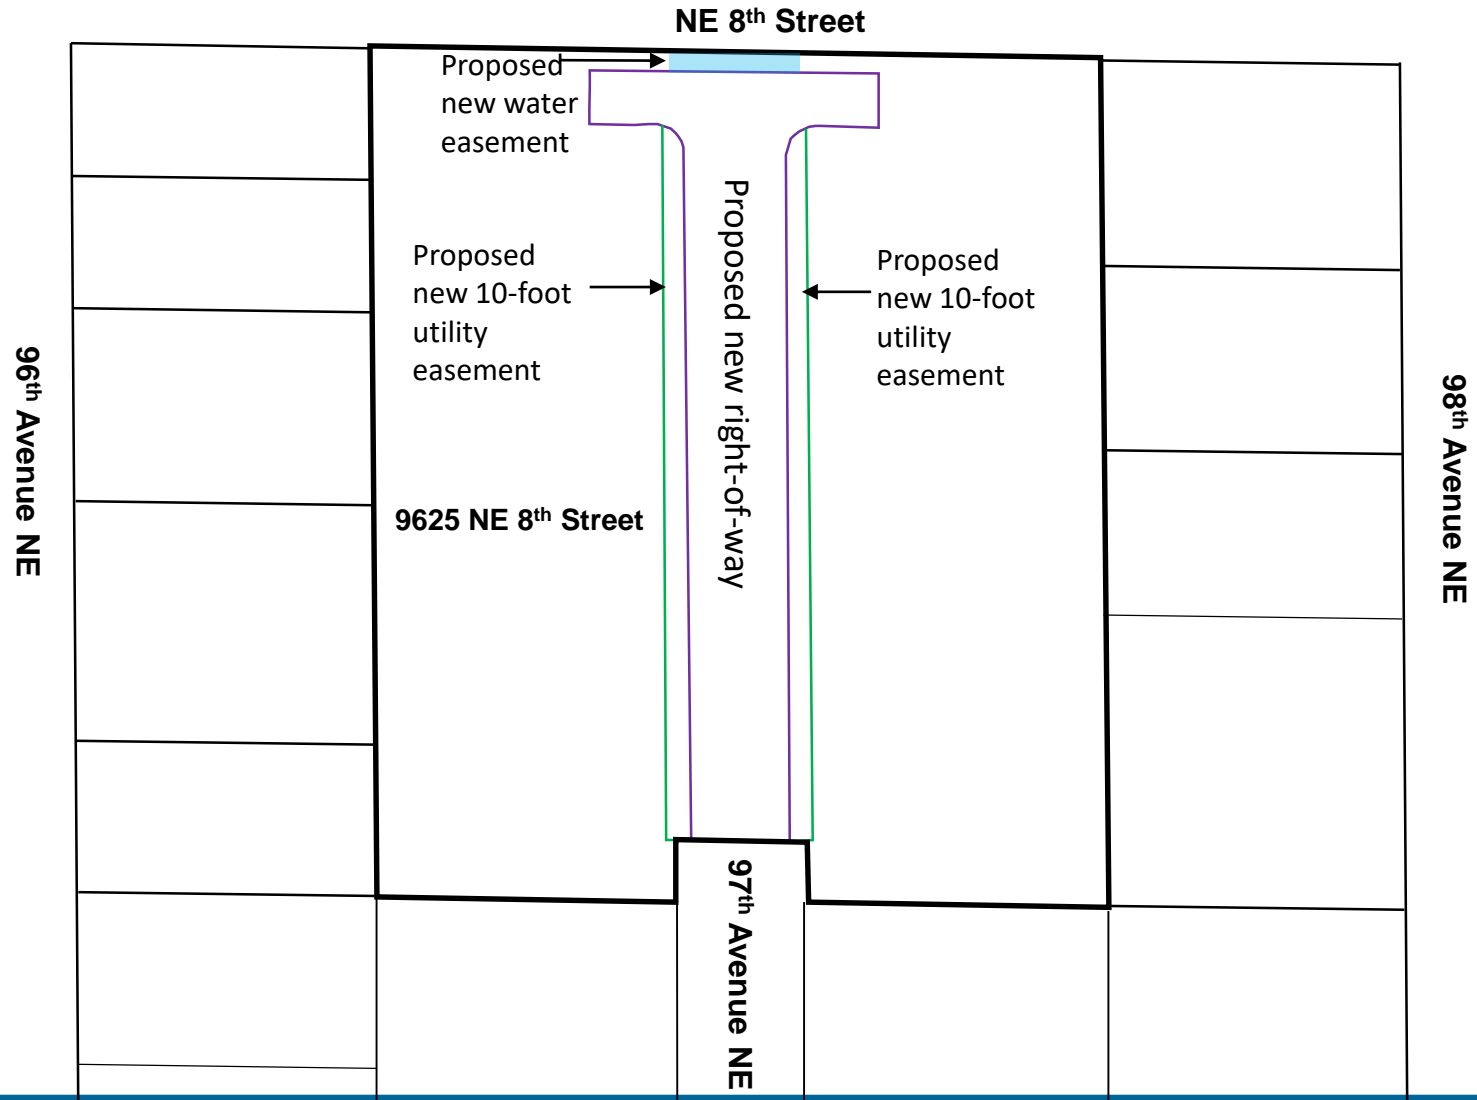 NE 8th Street
Proposed
new water
easement
Proposed
new 10-foot
utility
easement
Proposed new right-of-way
Proposed
new 10-foot
utility
easement
96th Avenue NE
98th Avenue NE
9625 NE 8th Street
97th Avenue NE